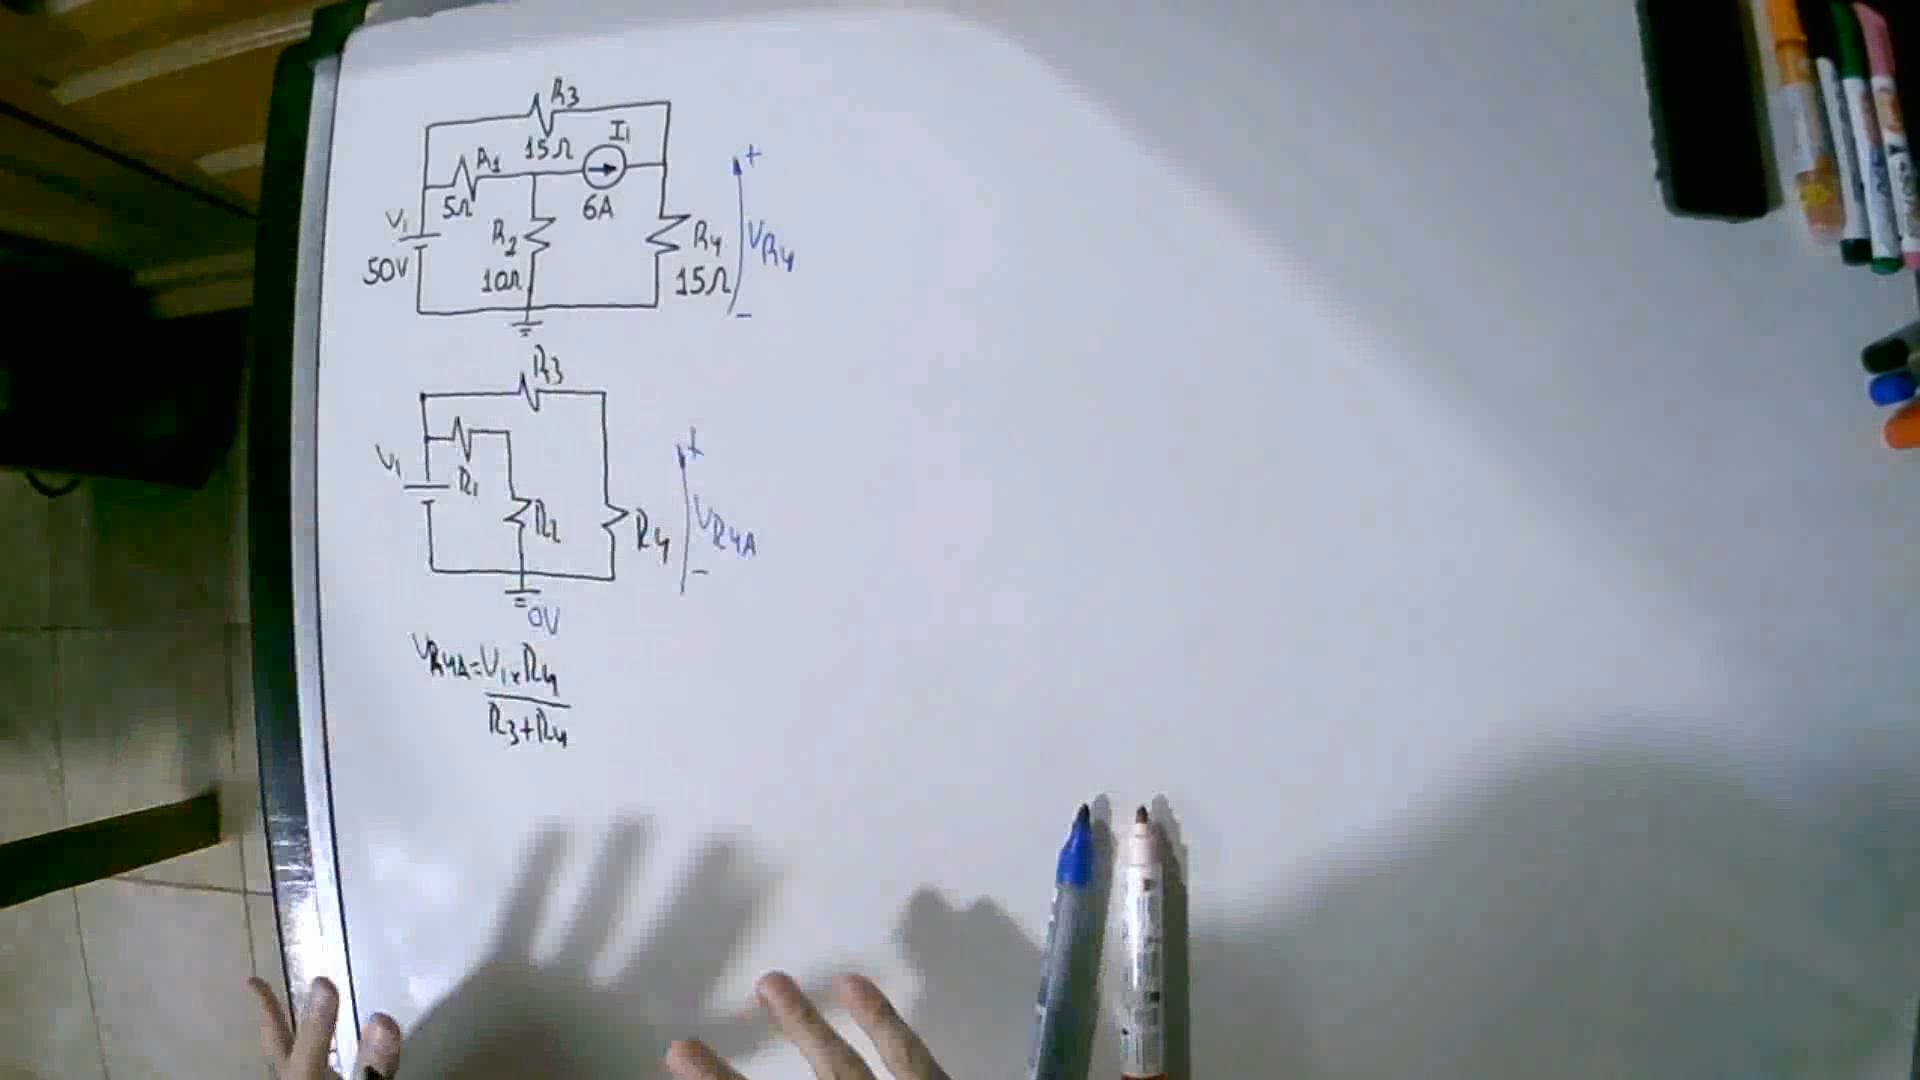 R3
15Ω
I1
R1
5Ω
6A
+
V1
50V
R2
10Ω
R4
15Ω
VR4
-
R3
V1
R1
R2
R4
+
VR4A
-
0V
VR4A=V1xR4
R3+R4